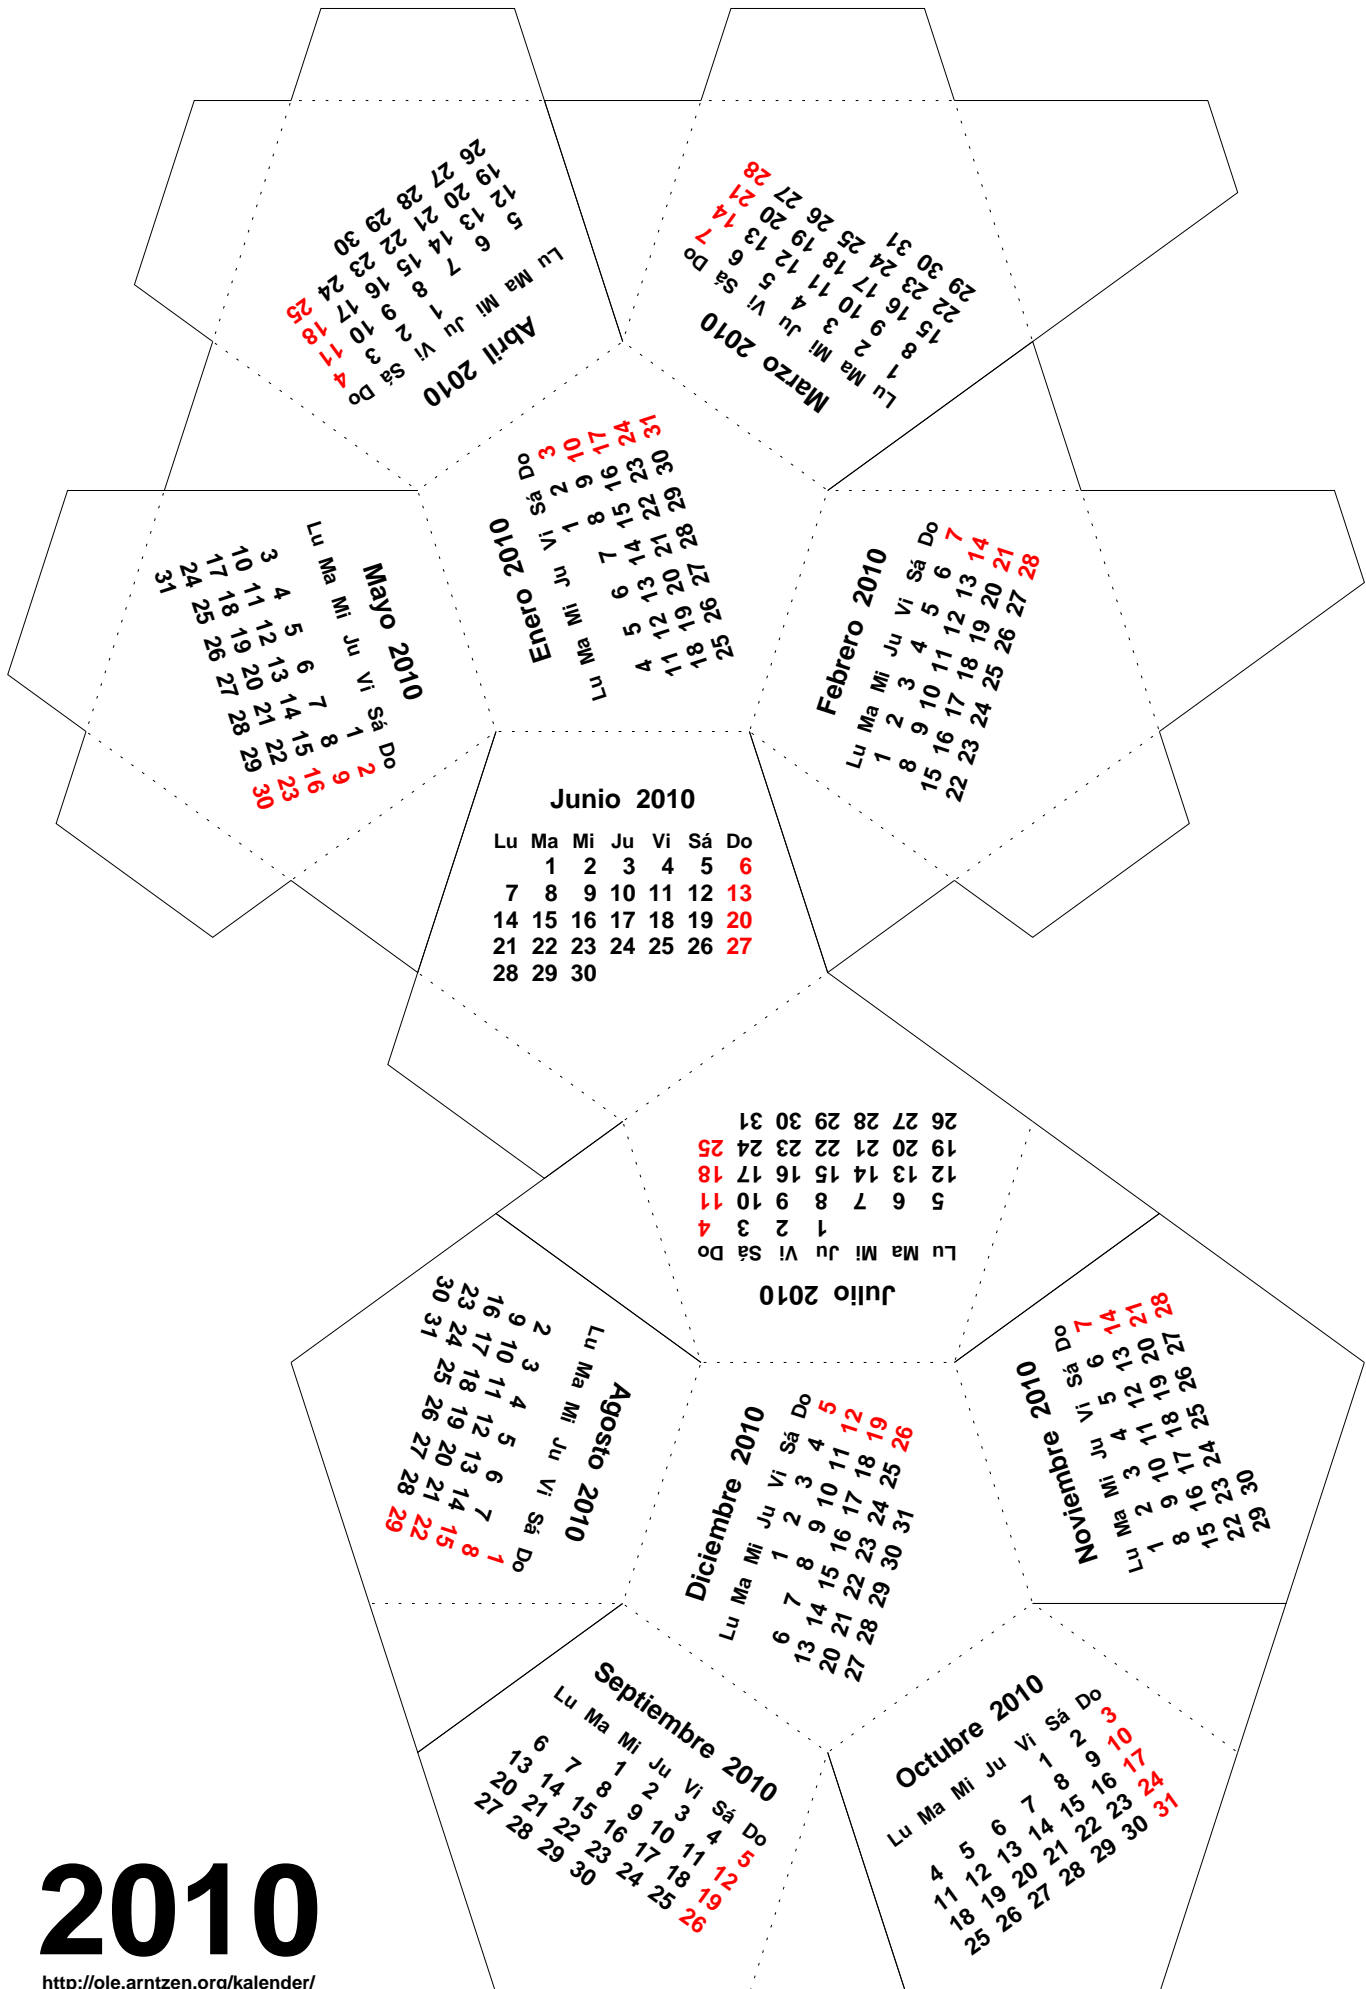 Abril 2010
Lu Ma Mi Ju Vi Sá Do
1 2 3 4
5 6 7 8 9 10 11
12 13 14 15 16 17 18
19 20 21 22 23 24 25
26 27 28 29 30
Marzo 2010
Lu Ma Mi Ju Vi Sá Do
1 2 3 4 5 6 7
8 9 10 11 12 13 14
15 16 17 18 19 20 21
22 23 24 25 26 27 28
29 30 31
Enero 2010
Lu Ma Mi Ju Vi Sá Do
1 2 3
4 5 6 7 8 9 10
11 12 13 14 15 16 17
18 19 20 21 22 23 24
25 26 27 28 29 30 31
Mayo 2010
Lu Ma Mi Ju Vi Sá Do
1 2
3 4 5 6 7 8 9
10 11 12 13 14 15 16
17 18 19 20 21 22 23
24 25 26 27 28 29 30
31
Febrero 2010
Lu Ma Mi Ju Vi Sá Do
1 2 3 4 5 6 7
8 9 10 11 12 13 14
15 16 17 18 19 20 21
22 23 24 25 26 27 28
Junio 2010
Lu Ma Mi Ju Vi Sá Do
1 2 3 4 5 6
7 8 9 10 11 12 13
14 15 16 17 18 19 20
21 22 23 24 25 26 27
28 29 30
Julio 2010
Lu Ma Mi Ju Vi Sá Do
1 2 3 4
5 6 7 8 9 10 11
12 13 14 15 16 17 18
19 20 21 22 23 24 25
26 27 28 29 30 31
Agosto 2010
Lu Ma Mi Ju Vi Sá Do
1
2 3 4 5 6 7 8
9 10 11 12 13 14 15
16 17 18 19 20 21 22
23 24 25 26 27 28 29
30 31
Diciembre 2010
Lu Ma Mi Ju Vi Sá Do
1 2 3 4 5
6 7 8 9 10 11 12
13 14 15 16 17 18 19
20 21 22 23 24 25 26
27 28 29 30 31
Noviembre 2010
Lu Ma Mi Ju Vi Sá Do
1 2 3 4 5 6 7
8 9 10 11 12 13 14
15 16 17 18 19 20 21
22 23 24 25 26 27 28
29 30
Septiembre 2010
Lu Ma Mi Ju Vi Sá Do
1 2 3 4 5
6 7 8 9 10 11 12
13 14 15 16 17 18 19
20 21 22 23 24 25 26
27 28 29 30
Octubre 2010
Lu Ma Mi Ju Vi Sá Do
1 2 3
4 5 6 7 8 9 10
11 12 13 14 15 16 17
18 19 20 21 22 23 24
25 26 27 28 29 30 31
2010
http://ole.arntzen.org/kalender/